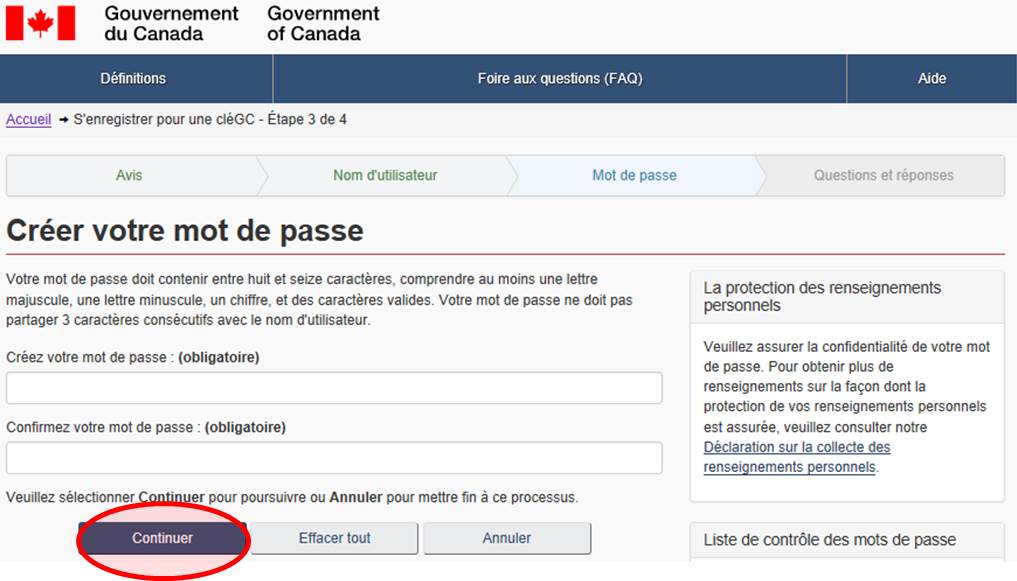 Gouvernement du Canada
Government of Canada
Définitions
Foire aux questions (FAQ)
Aide
Accueil → S'enregistrer pour une cléGC - Étape 3 de 4
Avis
Nom d'utilisateur
Mot de passe
Questions et réponses
Créer votre mot de passe
Votre mot de passe doit contenir entre huit et seize caractères, comprendre au moins une lettre
majuscule, une lettre minuscule, un chiffre, et des caractères valides. Votre mot de passe ne doit pas
partager 3 caractères consécutifs avec le nom d'utilisateur.
Créez votre mot de passe : (obligatoire)
Confirmez votre mot de passe : (obligatoire)
Veuillez sélectionner Continuer pour poursuivre ou Annuler pour mettre fin à ce processus.
Continuer
Effacer tout
Annuler
La protection des renseignements
personnels
Veuillez assurer la confidentialité de votre mot
de passe. Pour obtenir plus de
renseignements sur la façon dont la
protection de vos renseignements personnels
est assurée, veuillez consulter notre
Déclaration sur la collecte des
renseignements personnels.
Liste de contrôle des mots de passe